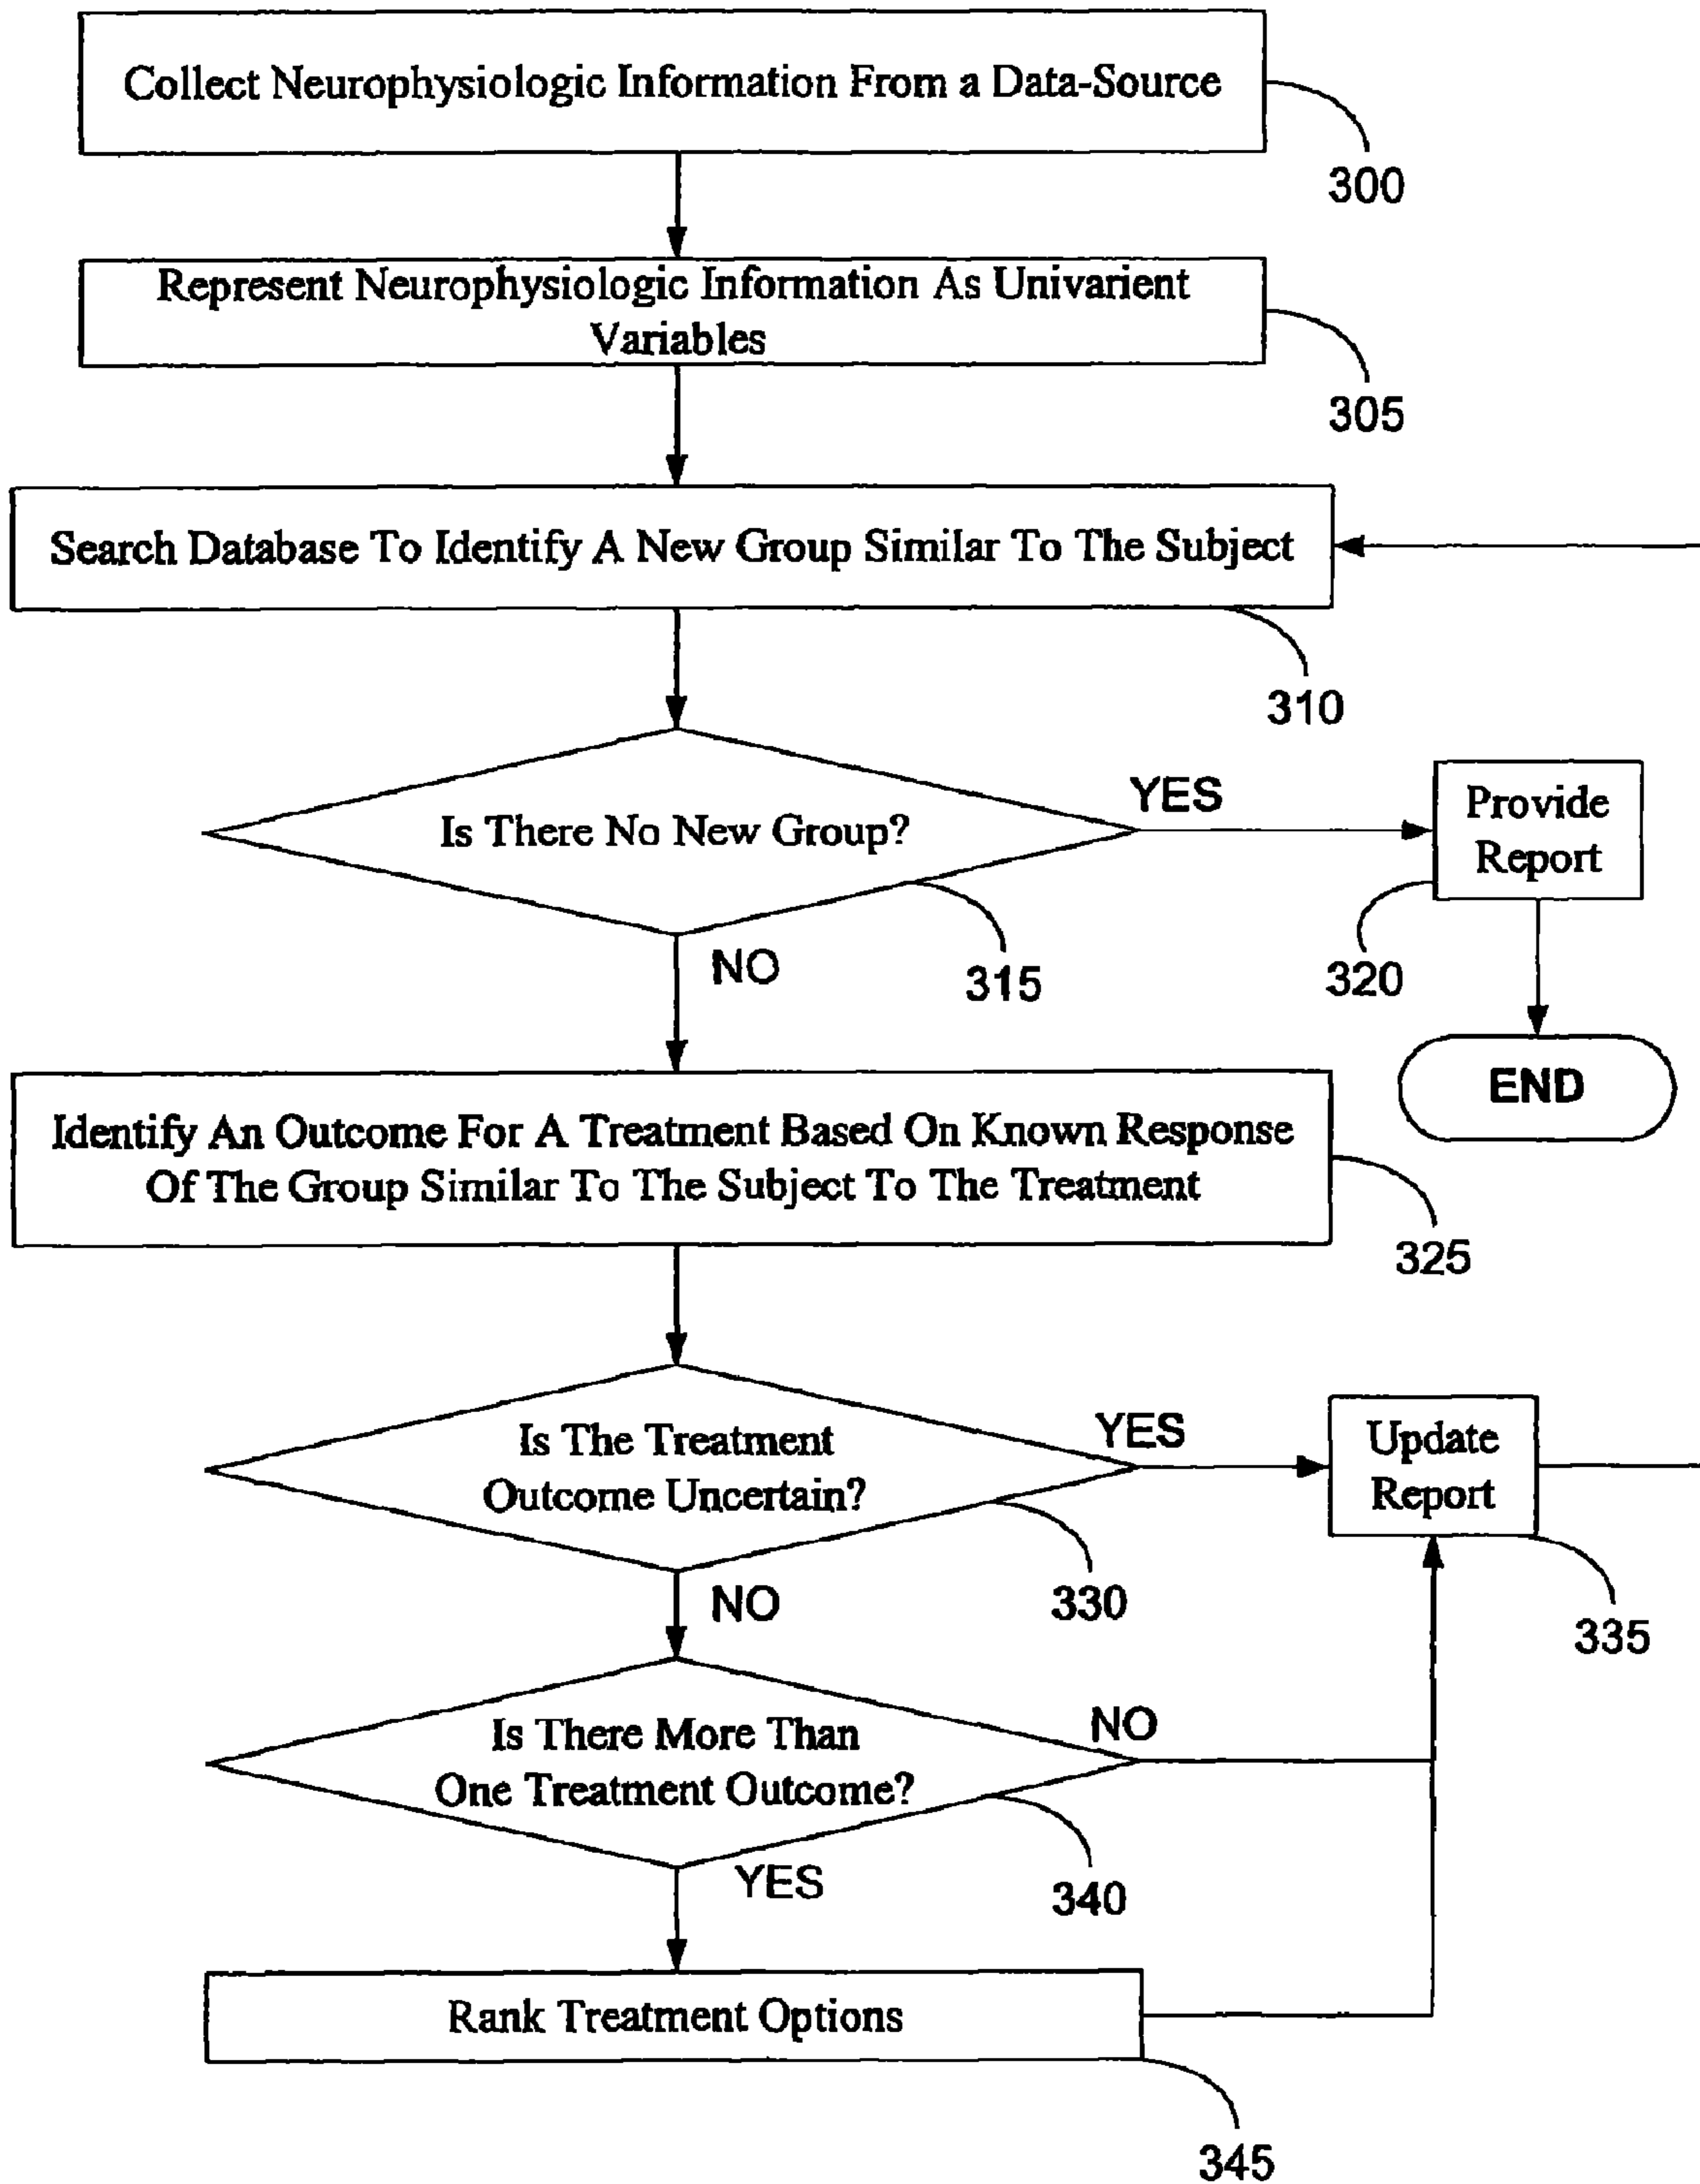 Collect Neurophysiologic Information From a Data-Source
300
Represent Neurophysiologic Information As Univarient
Variables
305
Search Database To Identify A New Group Similar To The Subject
310
Is There No New Group?
YES
Provide
Report
320
NO
315
END
Identify An Outcome For A Treatment Based On Known Response
Of The Group Similar To The Subject To The Treatment
325
Is The Treatment
Outcome Uncertain?
YES
Update
Report
335
NO
330
Is There More Than
One Treatment Outcome?
NO
YES
340
Rank Treatment Options
345